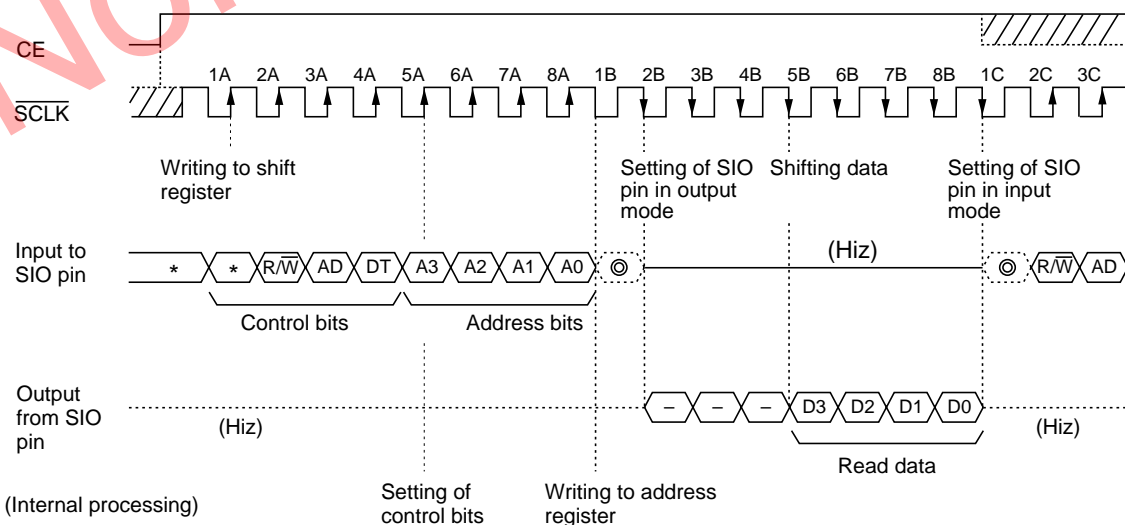 NO
CE
1A 2A 3A 4A 5A 6A 7A 8A 1B 2B 3B 4B 5B 6B 7B 8B 1C 2C 3C
S̅C̅L̅K̅
Writing to shift
register
Setting of SIO
pin in output
mode
Shifting data
Setting of SIO
pin in input
mode
Input to
SIO pin
* * R/W̅ AD DT A3 A2 A1 A0 ◎ (Hiz) ◎ R/W̅ AD
Control bits
Address bits
Output
from SIO
pin
(Hiz)
– – – D3 D2 D1 D0
(Hiz)
Read data
(Internal processing)
Setting of
control bits
Writing to address
register